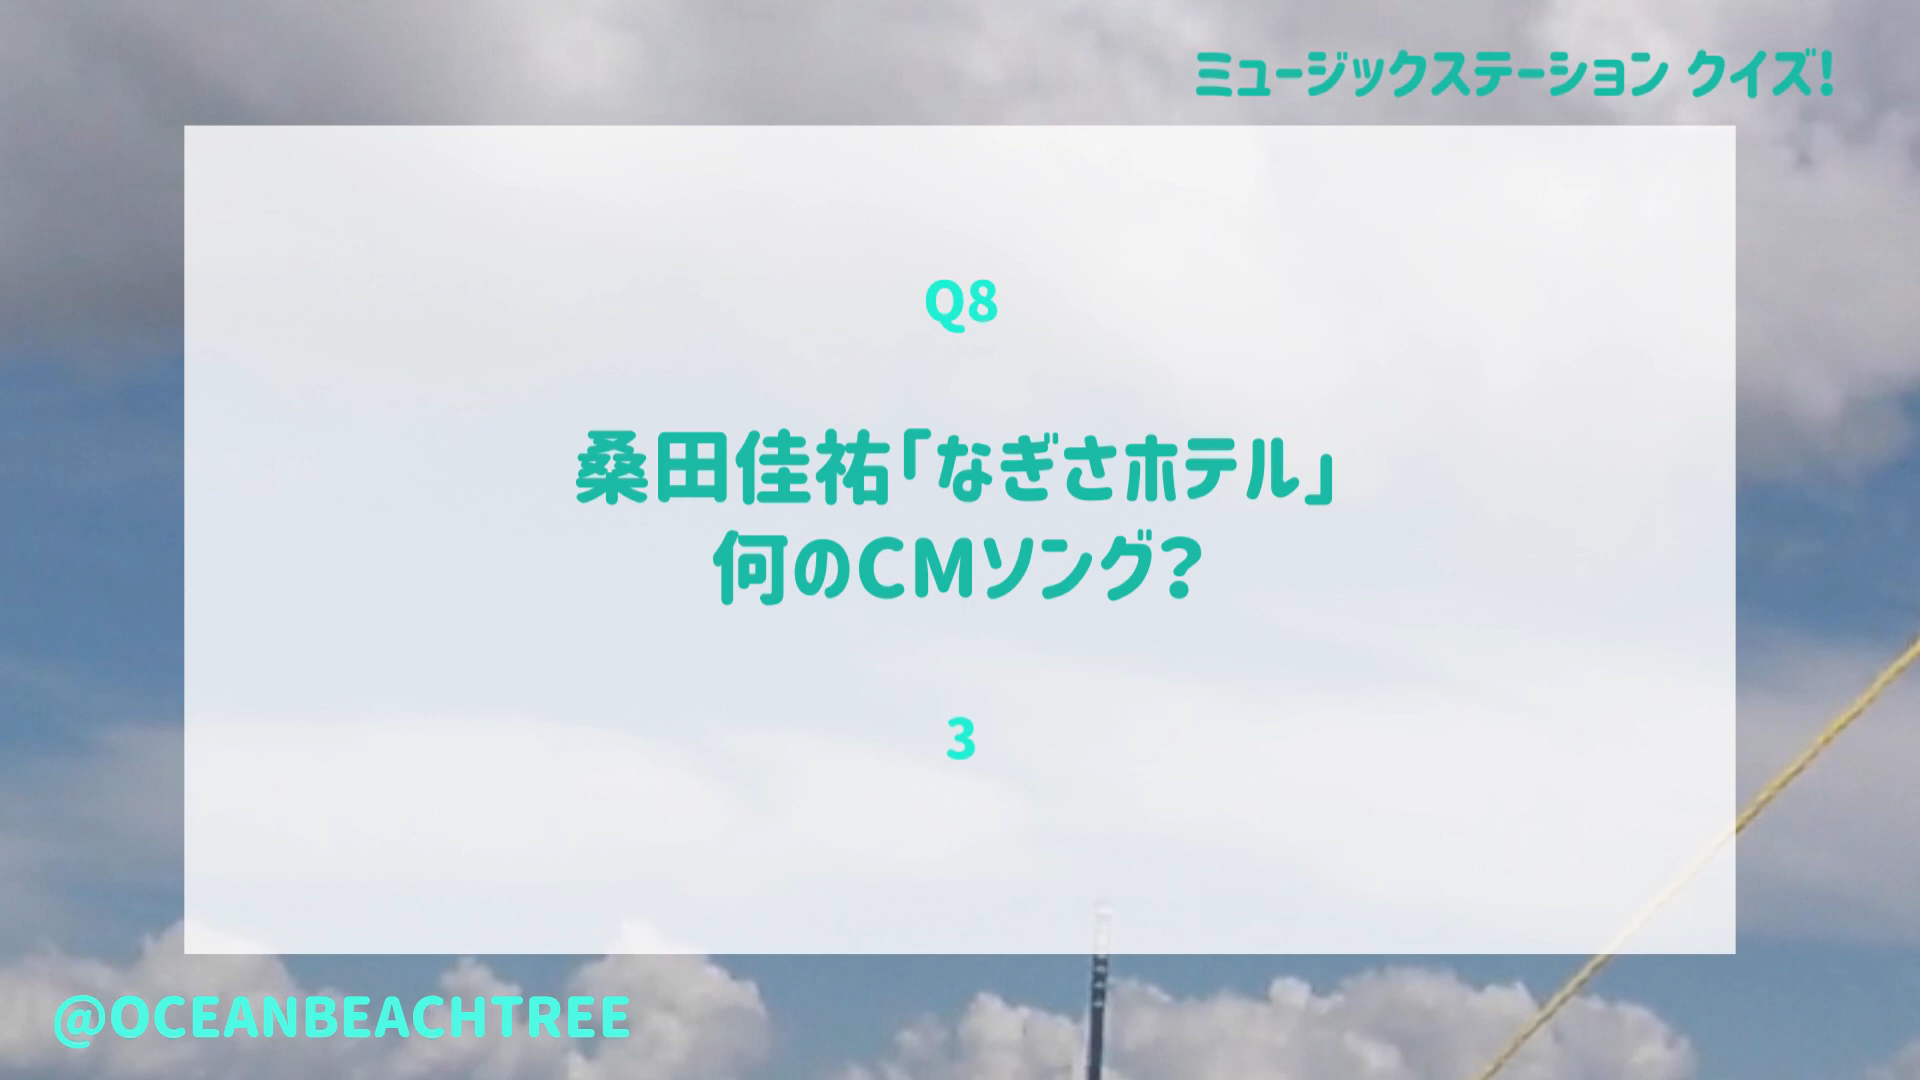 ミュージックステーション クイズ!
Q8
桑田佳祐「なぎさホテル」
何のCMソング?
3
@OCEANBEACHTREE